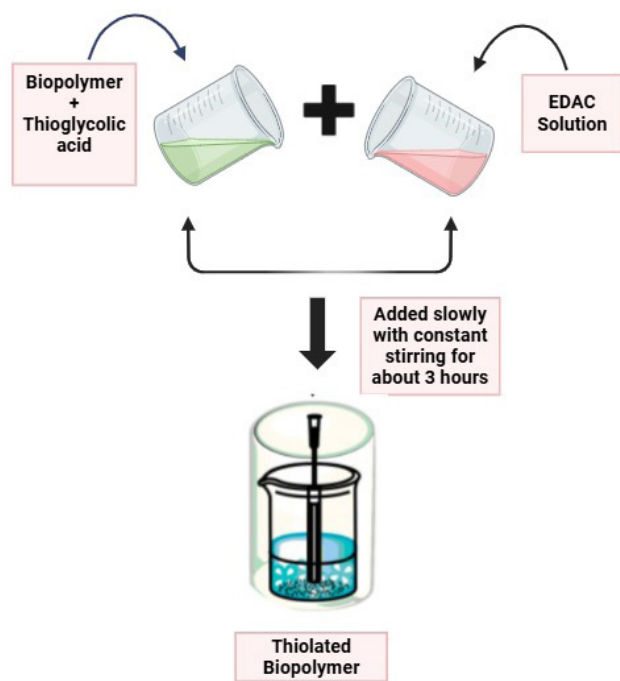 Biopolymer
+
Thioglycolic
acid
EDAC
Solution
Added slowly
with constant
stirring for
about 3 hours
Thiolated
Biopolymer